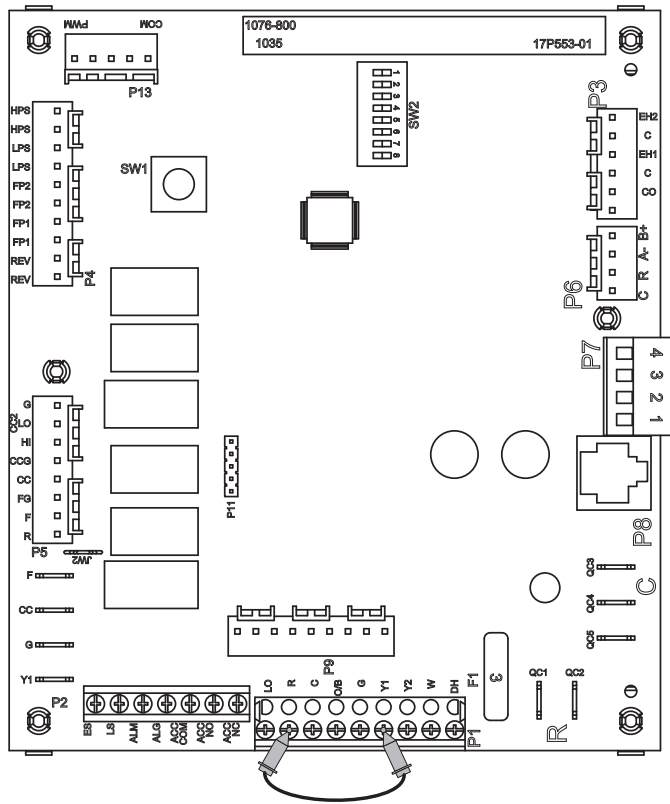 PWM
COM
P13
1076-800
1035
17P553-01
SW2
1
2
3
4
5
6
7
8
SW1
HPS
HPS
LPS
LPS
FP2
FP2
FP1
FP1
REV
REV
P4
P3
EH2
C
EH1
C
CO
P6
B+
A-
R
C
P7
4
3
2
1
P8
G
CC2
LO
HI
CCG
CC
FG
F
R
P5
JW2
P11
F
CC
G
Y1
P2
ES
LS
ALM
ALG
ACC COM
ACC NO
ACC NC
P9
LO
R
C
O/B
G
Y1
Y2
W
DH
P1
F1
3
QC3
QC4
QC5
C
QC1
QC2
R